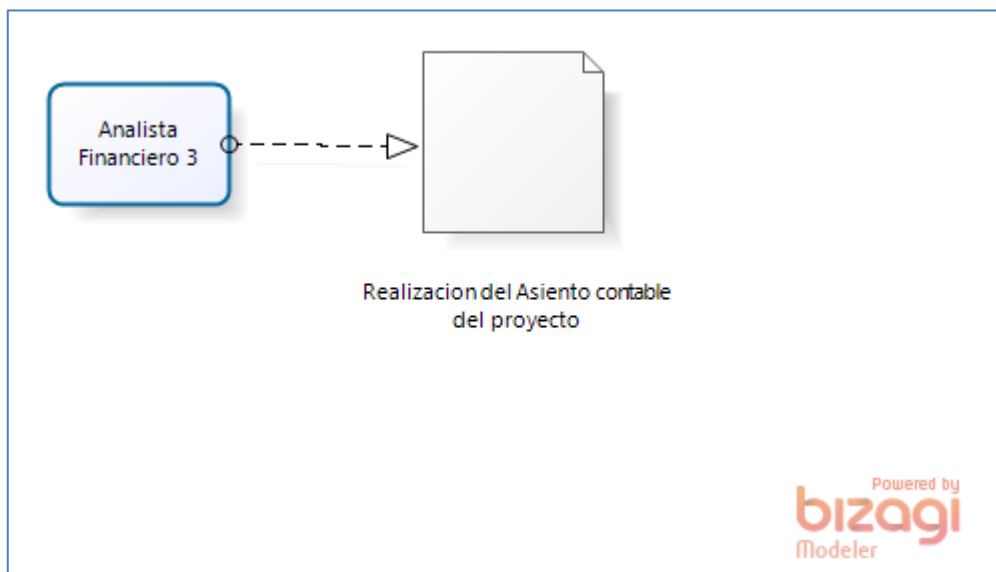 Analista
Financiero 3
Realizacion del Asiento contable
del proyecto
Powered by
bizagi
Modeler